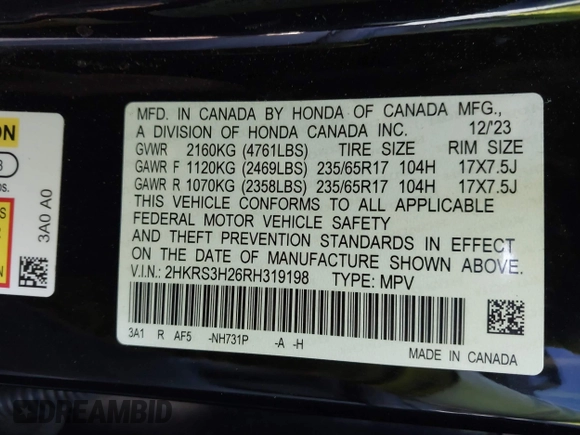 MFD. IN CANADA BY HONDA OF CANADA MFG.,
A DIVISION OF HONDA CANADA INC. 12/'23
GVWR 2160KG (4761LBS) TIRE SIZE RIM SIZE
GAWR F 1120KG (2469LBS) 235/65R17 104H 17X7.5J
GAWR R 1070KG (2358LBS) 235/65R17 104H 17X7.5J
THIS VEHICLE CONFORMS TO ALL APPLICABLE
FEDERAL MOTOR VEHICLE SAFETY
AND THEFT PREVENTION STANDARDS IN EFFECT
ON THE DATE OF MANUFACTURE SHOWN ABOVE.
V.I.N.: 2HKRS3H26RH319198 TYPE: MPV
3A1 R AF5 -NH731P -A -H
MADE IN CANADA
3A0 A0
DREAMBID